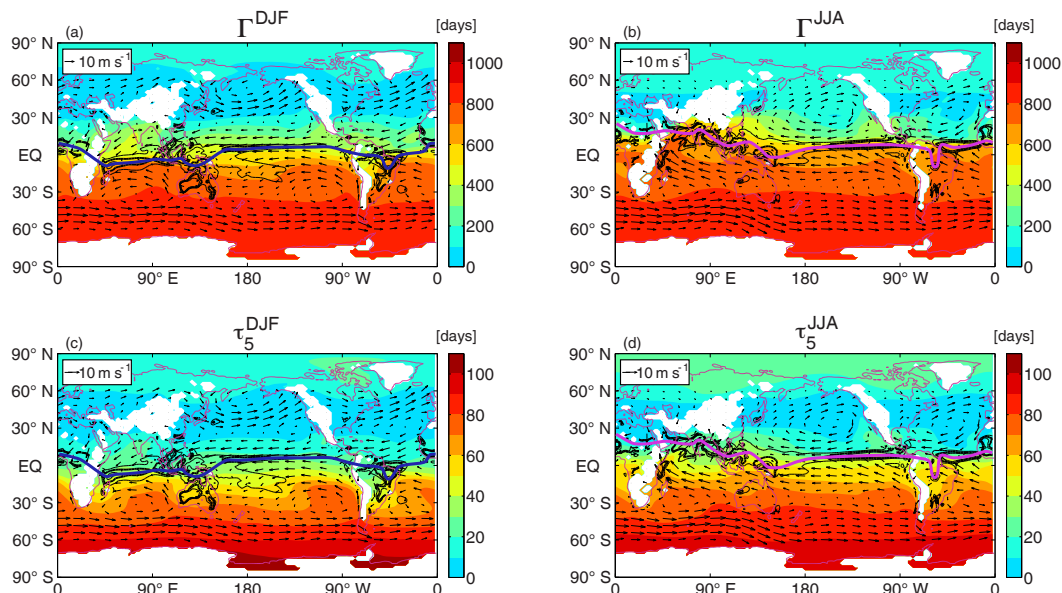 Γ^DJF
(a)
[days]
10 m s⁻¹
90° N
60° N
30° N
EQ
30° S
60° S
90° S
0
90° E
180
90° W
0
1000
800
600
400
200
0
Γ^JJA
(b)
[days]
10 m s⁻¹
90° N
60° N
30° N
EQ
30° S
60° S
90° S
0
90° E
180
90° W
0
1000
800
600
400
200
0
τ₅^DJF
(c)
[days]
10 m s⁻¹
90° N
60° N
30° N
EQ
30° S
60° S
90° S
0
90° E
180
90° W
0
100
80
60
40
20
0
τ₅^JJA
(d)
[days]
10 m s⁻¹
90° N
60° N
30° N
EQ
30° S
60° S
90° S
0
90° E
180
90° W
0
100
80
60
40
20
0